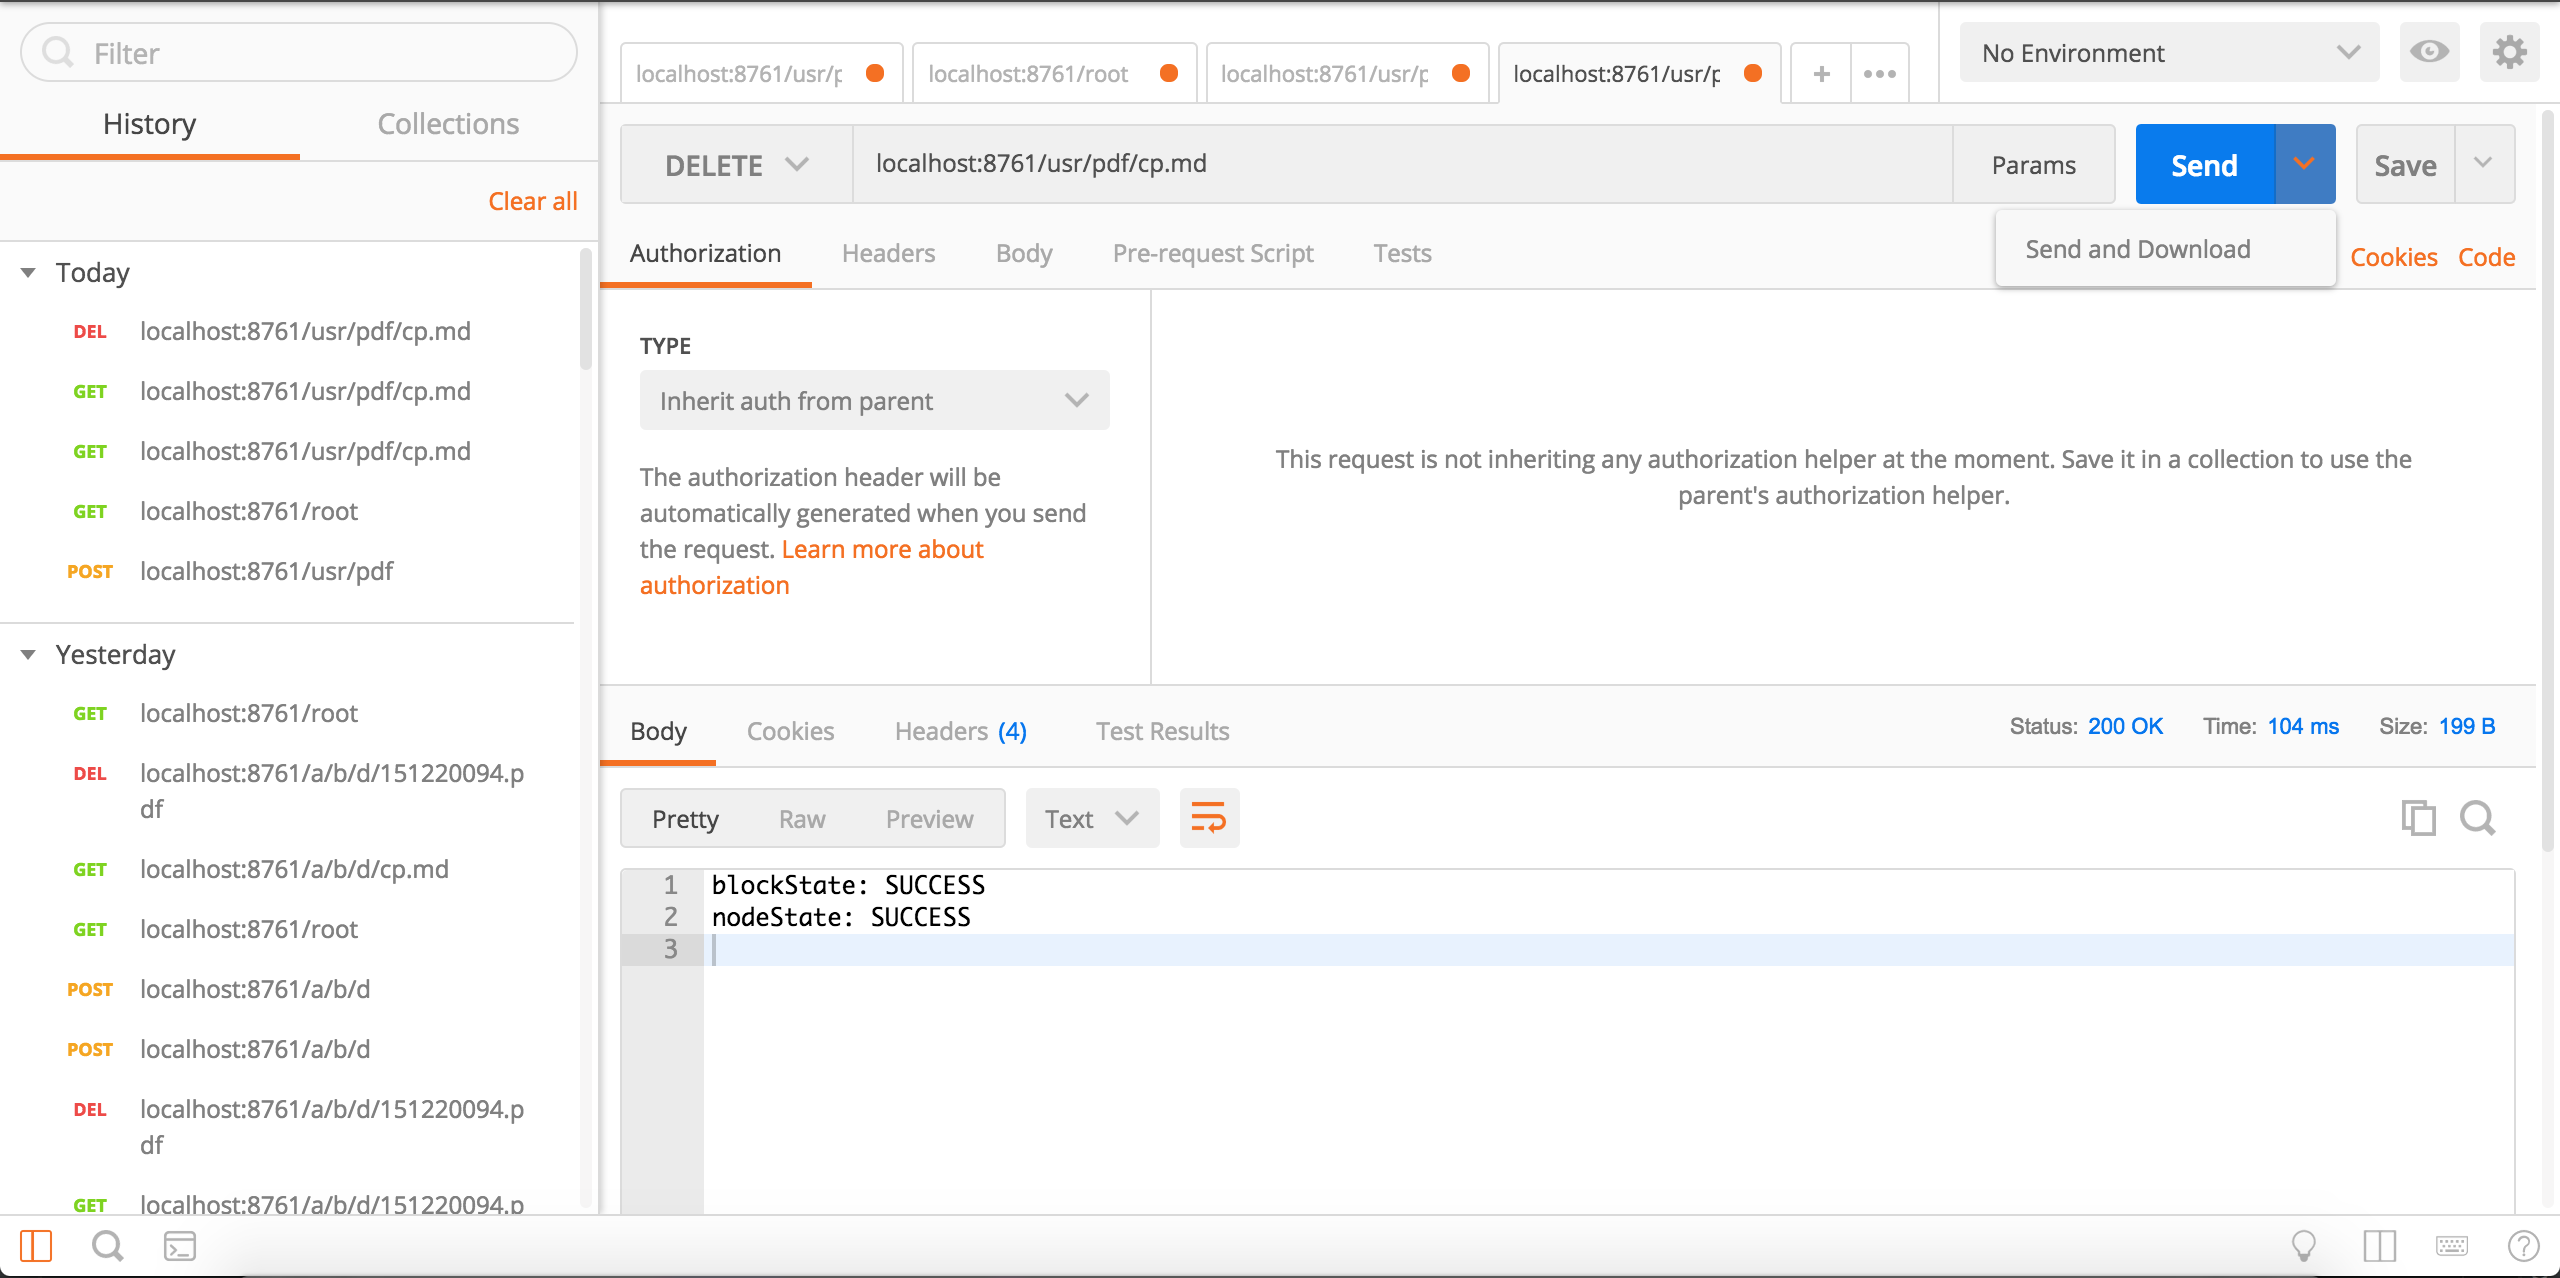 Filter
History
Collections
Clear all
Today
DEL localhost:8761/usr/pdf/cp.md
GET localhost:8761/usr/pdf/cp.md
GET localhost:8761/usr/pdf/cp.md
GET localhost:8761/root
POST localhost:8761/usr/pdf
Yesterday
GET localhost:8761/root
DEL localhost:8761/a/b/d/151220094.p
df
GET localhost:8761/a/b/d/cp.md
GET localhost:8761/root
POST localhost:8761/a/b/d
POST localhost:8761/a/b/d
DEL localhost:8761/a/b/d/151220094.p
df
GET localhost:8761/a/b/d/151220094.p
localhost:8761/usr/p
localhost:8761/root
localhost:8761/usr/p
localhost:8761/usr/p
No Environment
DELETE
localhost:8761/usr/pdf/cp.md
Params
Send
Save
Send and Download
Authorization
Headers
Body
Pre-request Script
Tests
Cookies
Code
TYPE
Inherit auth from parent
The authorization header will be
automatically generated when you send
the request. Learn more about
authorization
This request is not inheriting any authorization helper at the moment. Save it in a collection to use the
parent's authorization helper.
Body
Cookies
Headers (4)
Test Results
Status: 200 OK
Time: 104 ms
Size: 199 B
Pretty
Raw
Preview
Text
1 blockState: SUCCESS
2 nodeState: SUCCESS
3